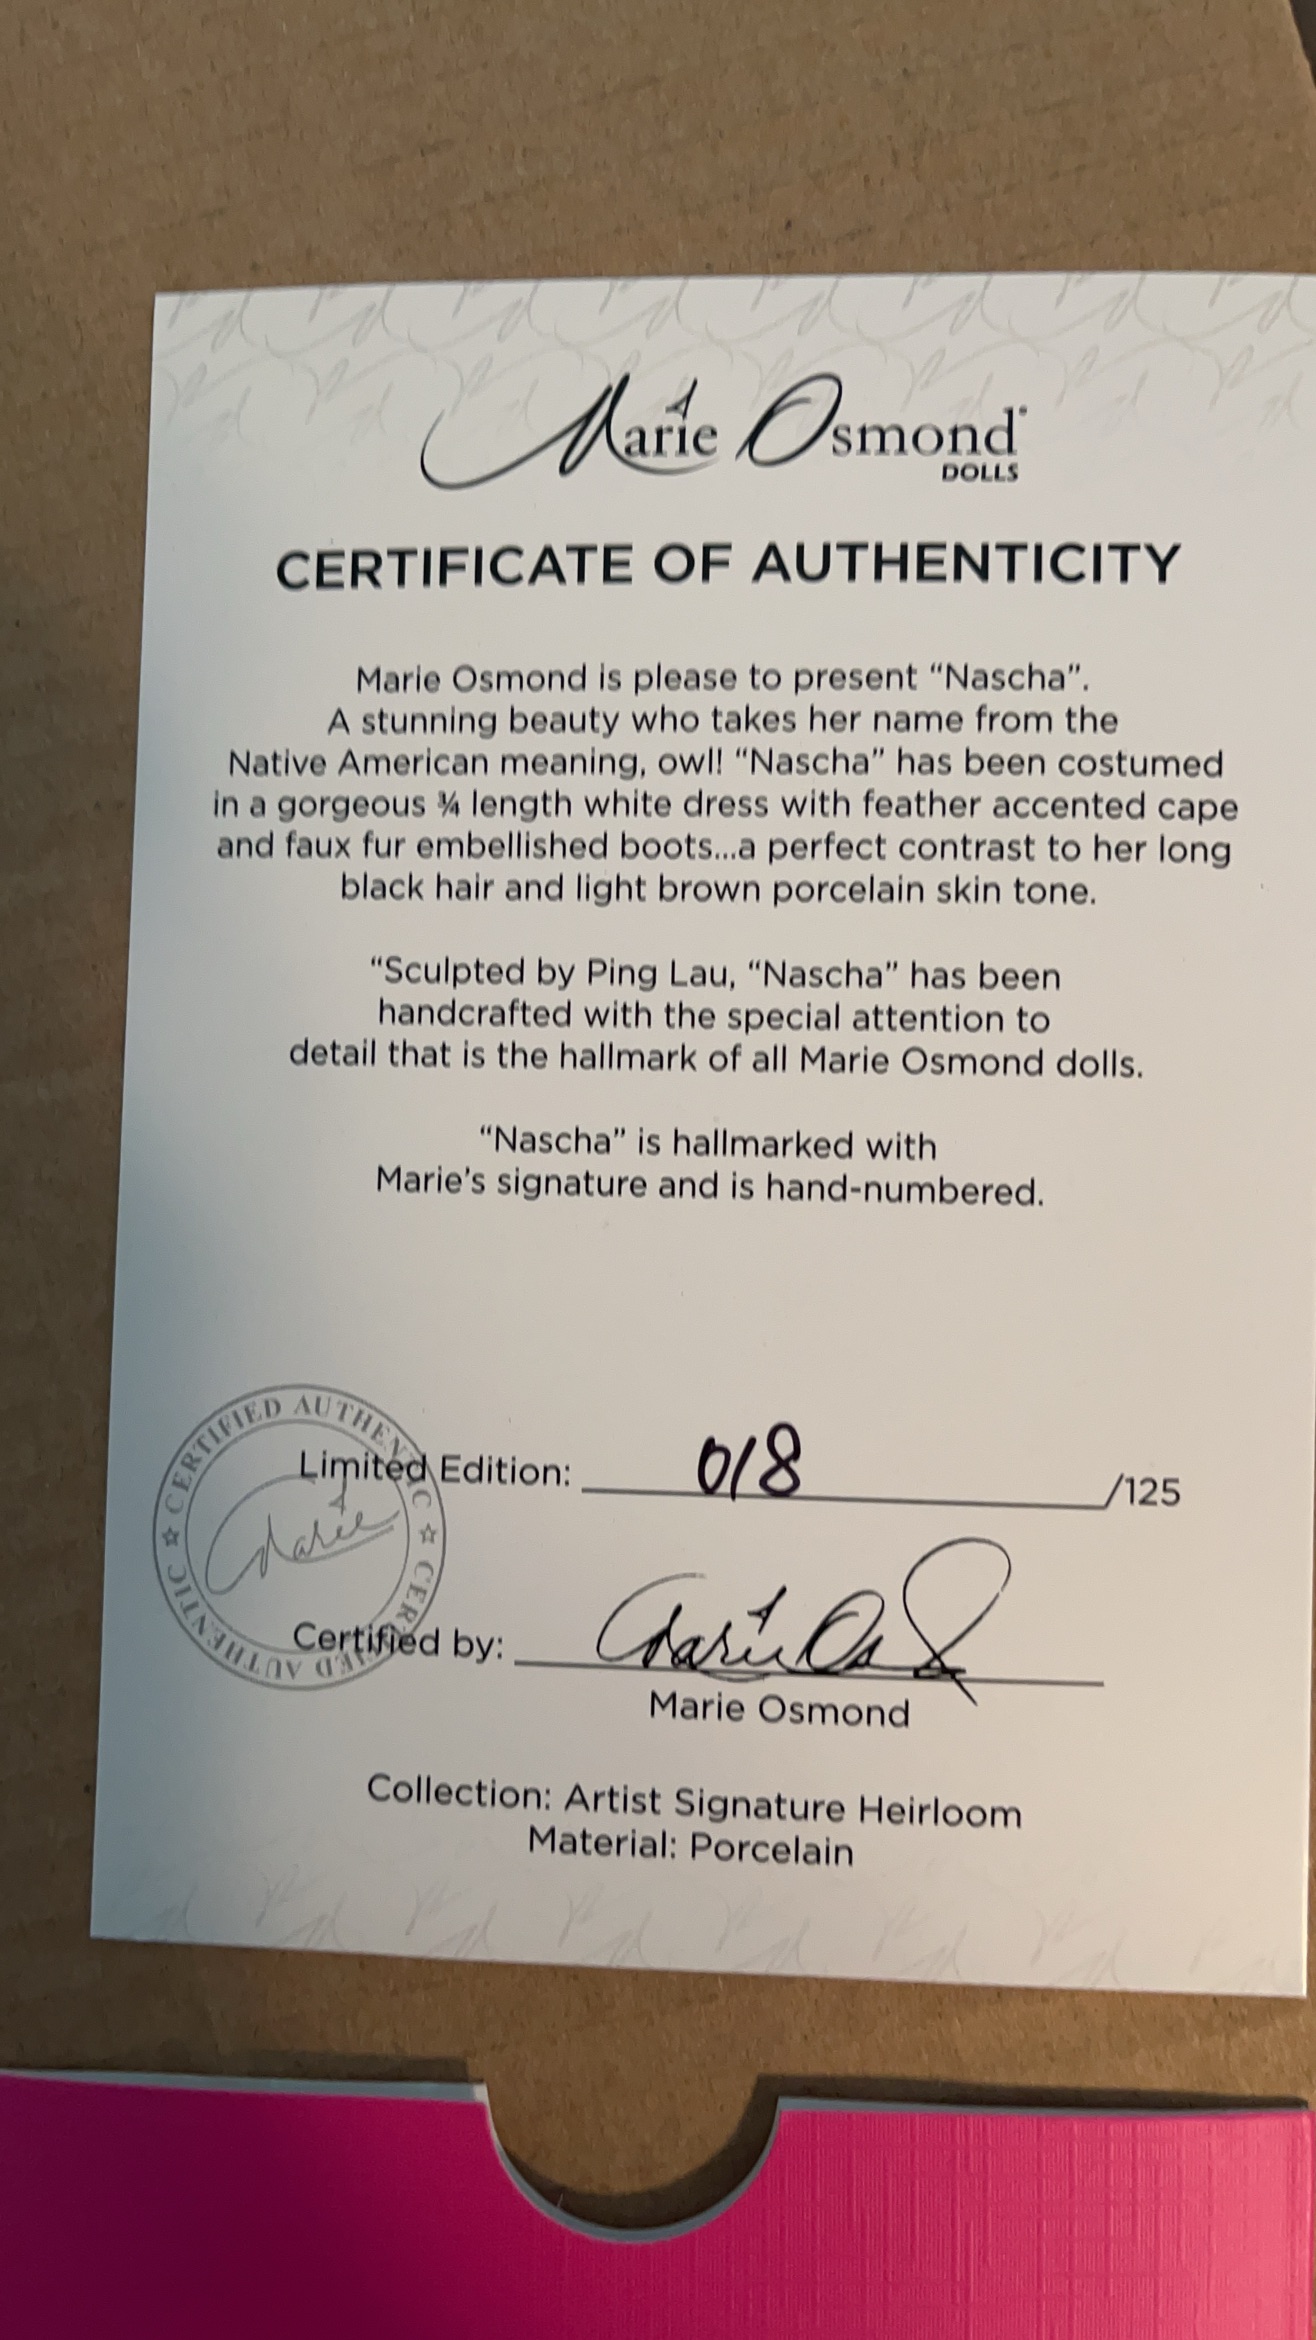 Marie Osmond
DOLLS
CERTIFICATE OF AUTHENTICITY
Marie Osmond is please to present “Nascha”.
A stunning beauty who takes her name from the
Native American meaning, owl! “Nascha” has been costumed
in a gorgeous ¾ length white dress with feather accented cape
and faux fur embellished boots...a perfect contrast to her long
black hair and light brown porcelain skin tone.
“Sculpted by Ping Lau, “Nascha” has been
handcrafted with the special attention to
detail that is the hallmark of all Marie Osmond dolls.
“Nascha” is hallmarked with
Marie’s signature and is hand-numbered.
Limited Edition: 018 /125
CERTIFIED AUTHENTIC ☆ CERTIFIED AUTHENTIC ☆
Marie
Certified by: Marie Os
Marie Osmond
Collection: Artist Signature Heirloom
Material: Porcelain